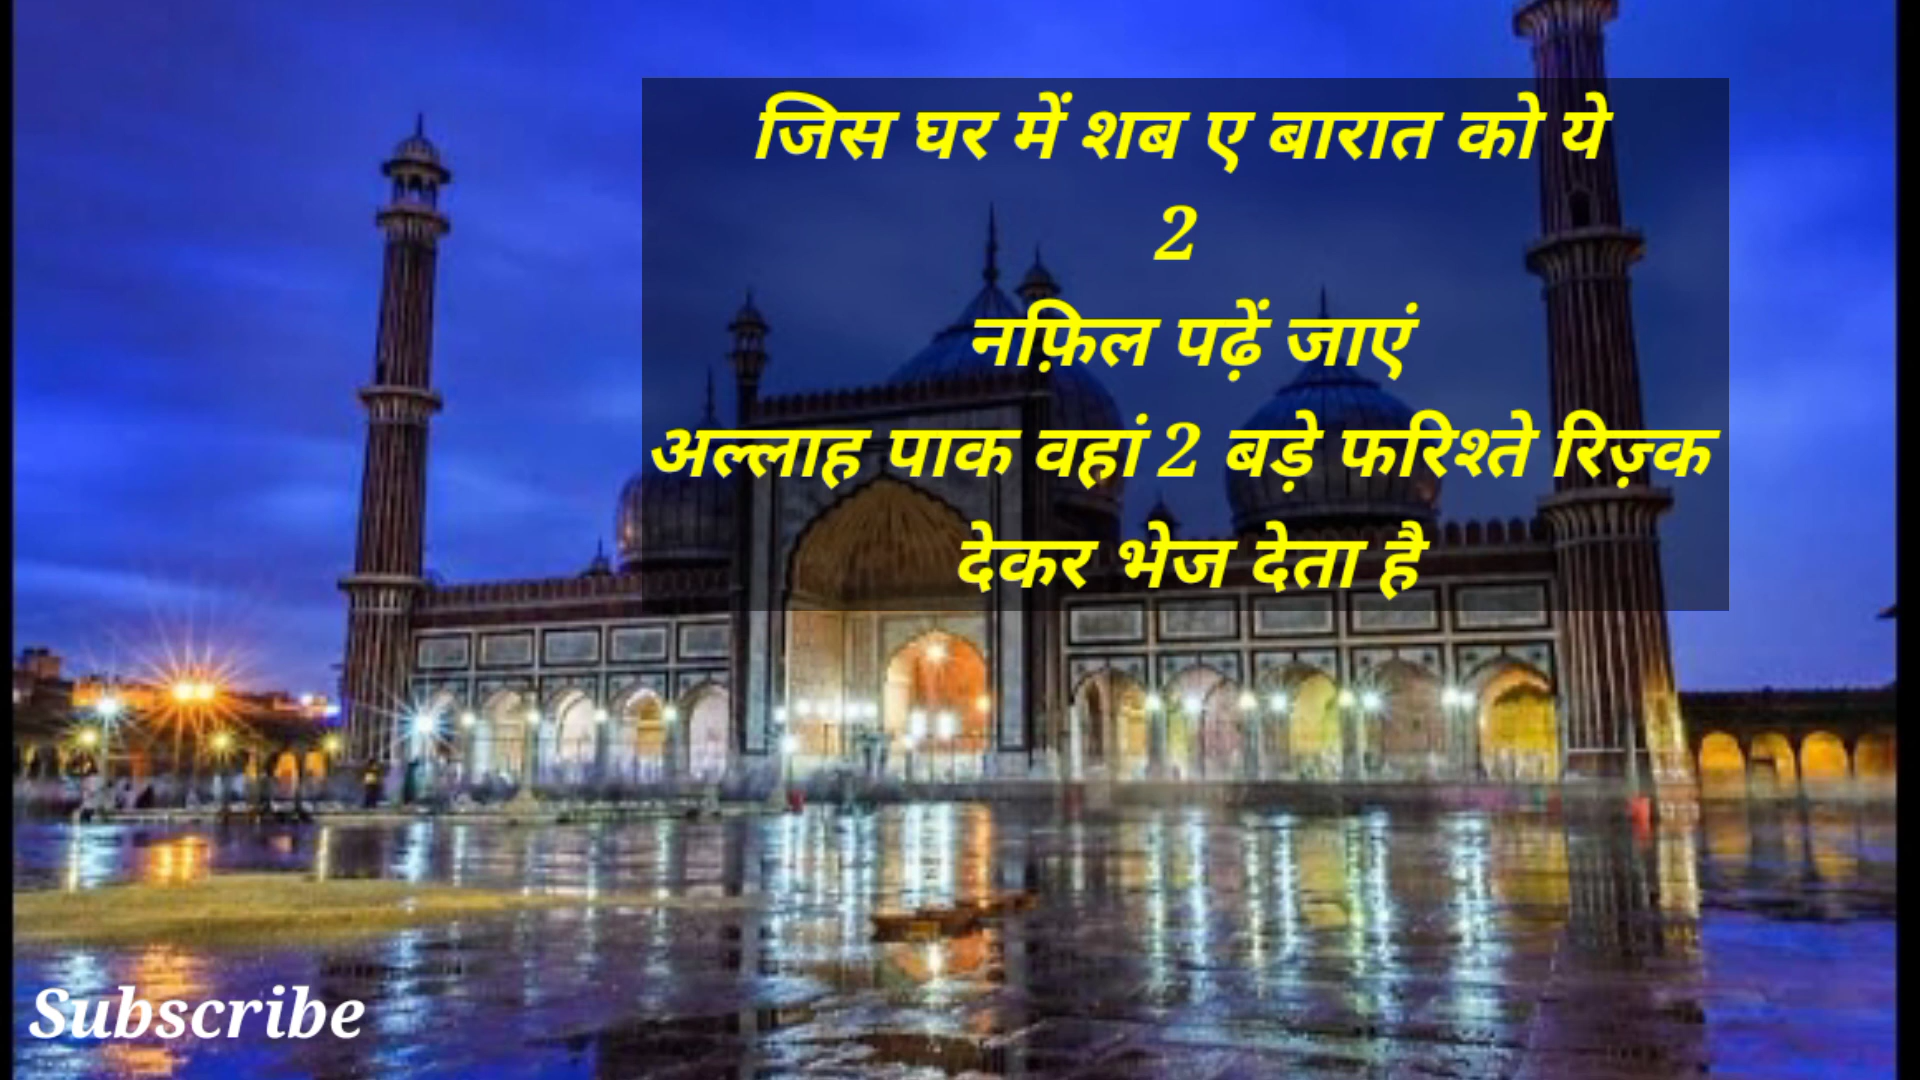 जिस घर में शब ए बारात को ये
2
नफ़िल पढ़ें जाएं
अल्लाह पाक वहां 2 बड़े फरिश्ते रिज़्क
देकर भेज देता है
Subscribe